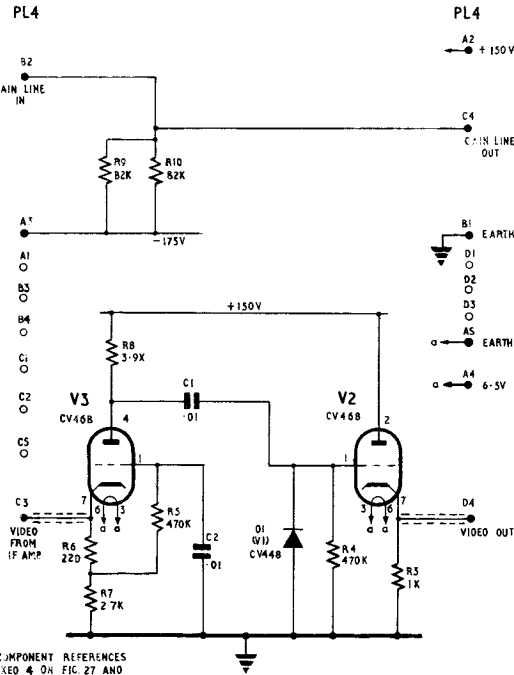 PL4
PL4
B2
AIN LINE
IN
A2
+150V
C4
GAIN LINE
OUT
R9
82K
R10
82K
A3
-175V
B1
EARTH
A1
B3
B4
C1
C2
C5
D1
D2
D3
A5
a
EARTH
A4
a
6·3V
+150V
R8
3·9K
V3
CV468
4
C1
·01
V2
CV468
2
1
1
7
6
3
a
a
3
6
7
a
a
C3
VIDEO
FROM
IF AMP.
R5
470K
C2
·01
D1
(V1)
CV448
R4
470K
D4
VIDEO OUT
R6
220
R7
2·7K
R3
1K
OMPONENT REFERENCES
XED 4 ON FIG. 27 AND